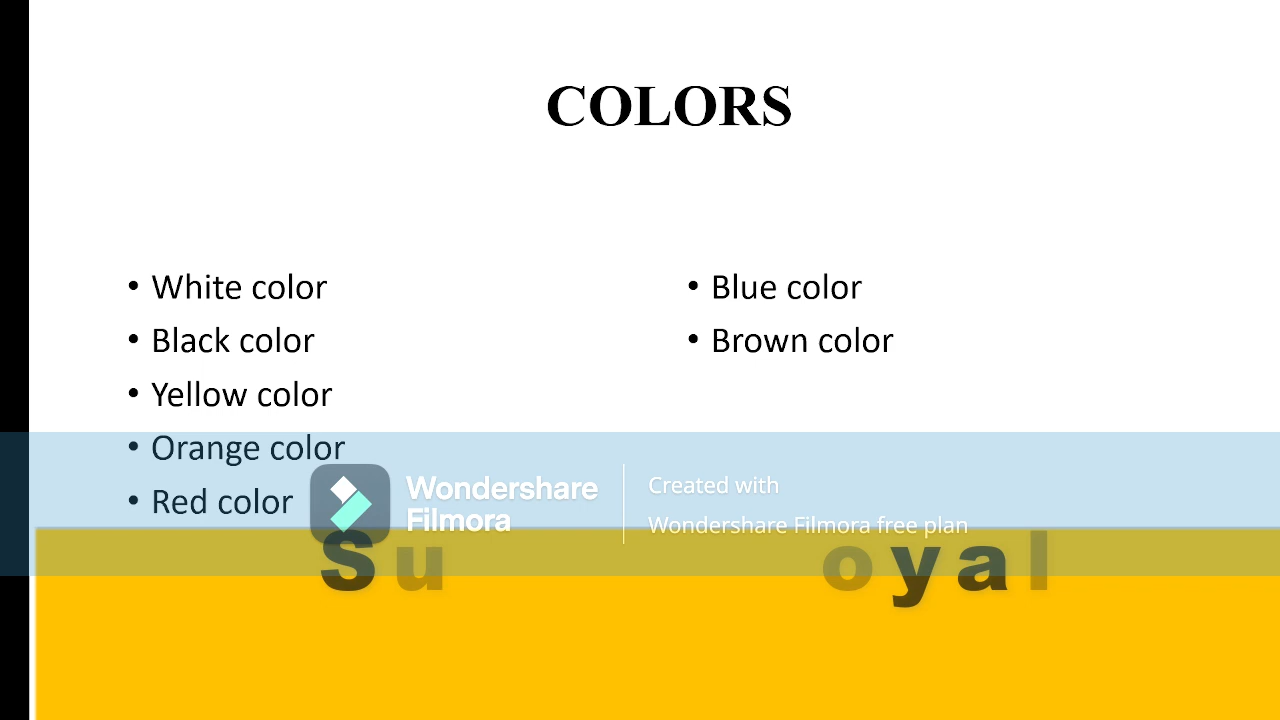 COLORS
• White color
• Black color
• Yellow color
• Orange color
• Red color
• Blue color
• Brown color
Wondershare
Filmora
Created with
Wondershare Filmora free plan